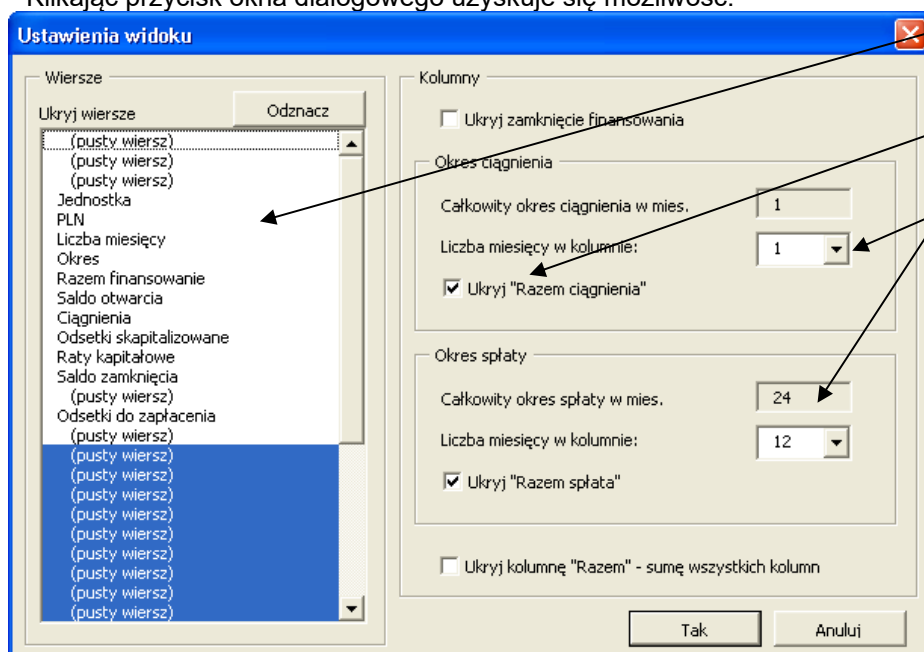 Klikając przycisk okna dialogowego uzyskuje się możliwość:
Ustawienia widoku
Wiersze
Ukryj wiersze
Odznacz
(pusty wiersz)
(pusty wiersz)
(pusty wiersz)
Jednostka
PLN
Liczba miesięcy
Okres
Razem finansowanie
Saldo otwarcia
Ciągnienia
Odsetki skapitalizowane
Raty kapitałowe
Saldo zamknięcia
(pusty wiersz)
Odsetki do zapłacenia
(pusty wiersz)
(pusty wiersz)
(pusty wiersz)
(pusty wiersz)
(pusty wiersz)
(pusty wiersz)
(pusty wiersz)
(pusty wiersz)
(pusty wiersz)
(pusty wiersz)
Kolumny
Ukryj zamknięcie finansowania
Okres ciągnienia
Całkowity okres ciągnienia w mies. 1
Liczba miesięcy w kolumnie: 1
Ukryj "Razem ciągnienia"
Okres spłaty
Całkowity okres spłaty w mies. 24
Liczba miesięcy w kolumnie: 12
Ukryj "Razem spłata"
Ukryj kolumnę "Razem" - sumę wszystkich kolumn
Tak Anuluj